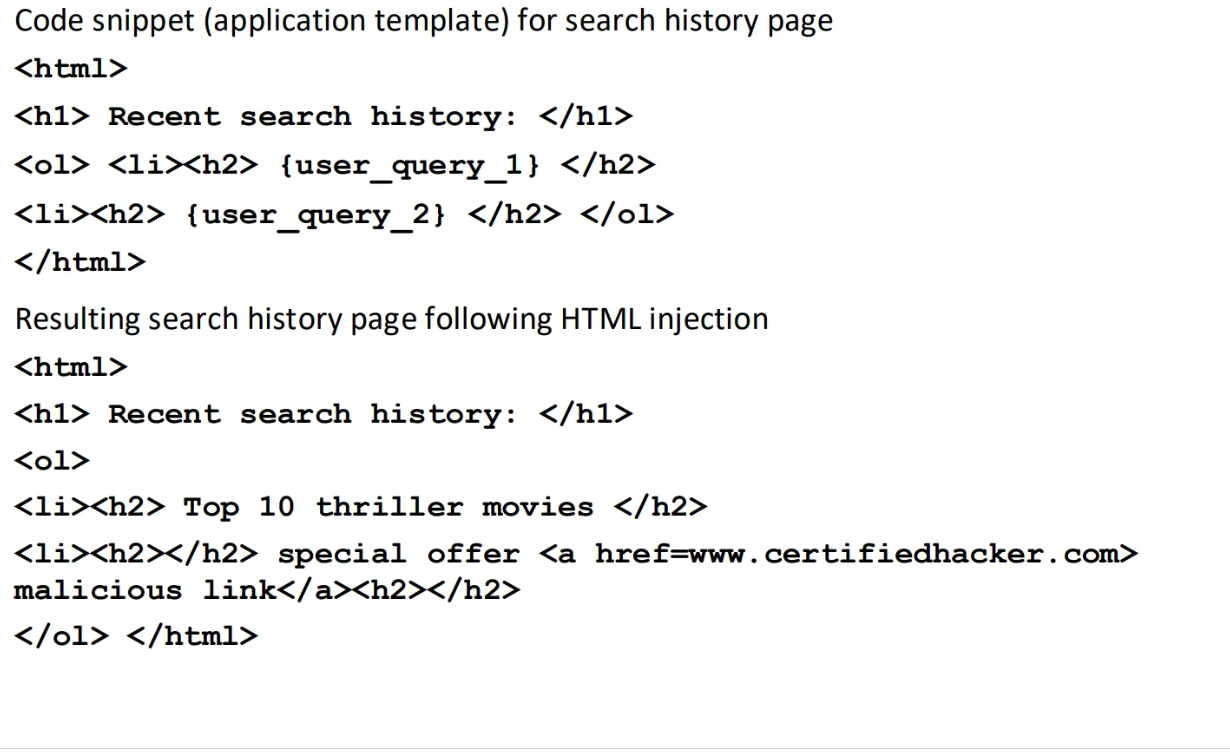 Code snippet (application template) for search history page
<html>
<h1> Recent search history: </h1>
<ol> <li><h2> {user_query_1} </h2>
<li><h2> {user_query_2} </h2> </ol>
</html>
Resulting search history page following HTML injection
<html>
<h1> Recent search history: </h1>
<ol>
<li><h2> Top 10 thriller movies </h2>
<li><h2></h2> special offer <a href=www.certifiedhacker.com>
malicious link</a><h2></h2>
</ol> </html>